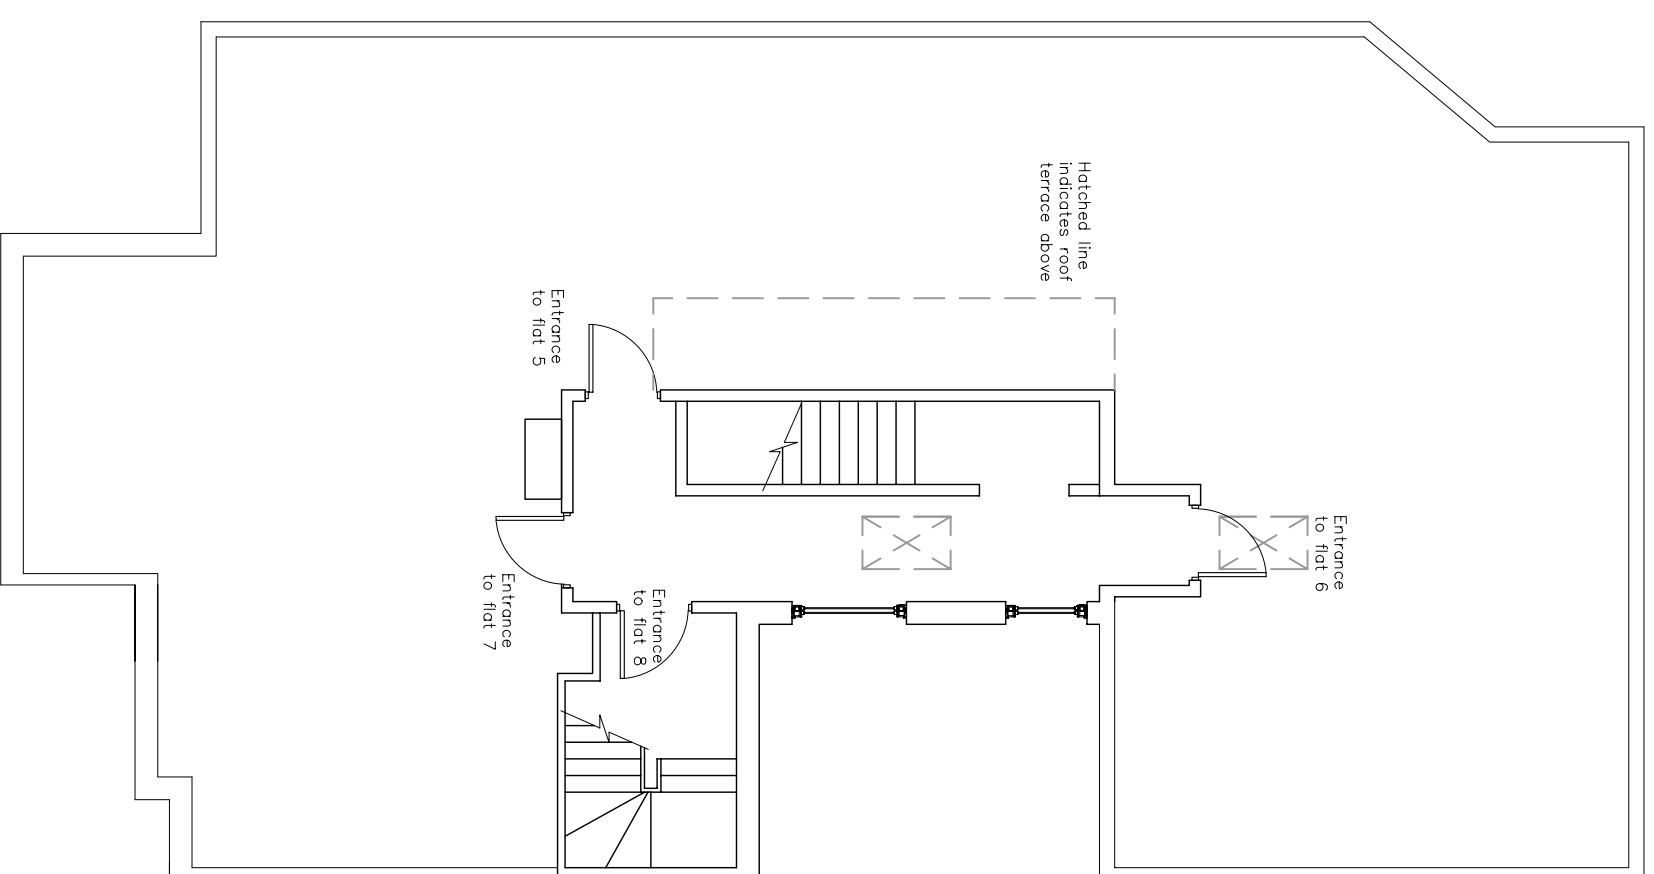 Hatched line
indicates roof
terrace above
Entrance
to flat 5
Entrance
to flat 6
Entrance
to flat 7
Entrance
to flat 8